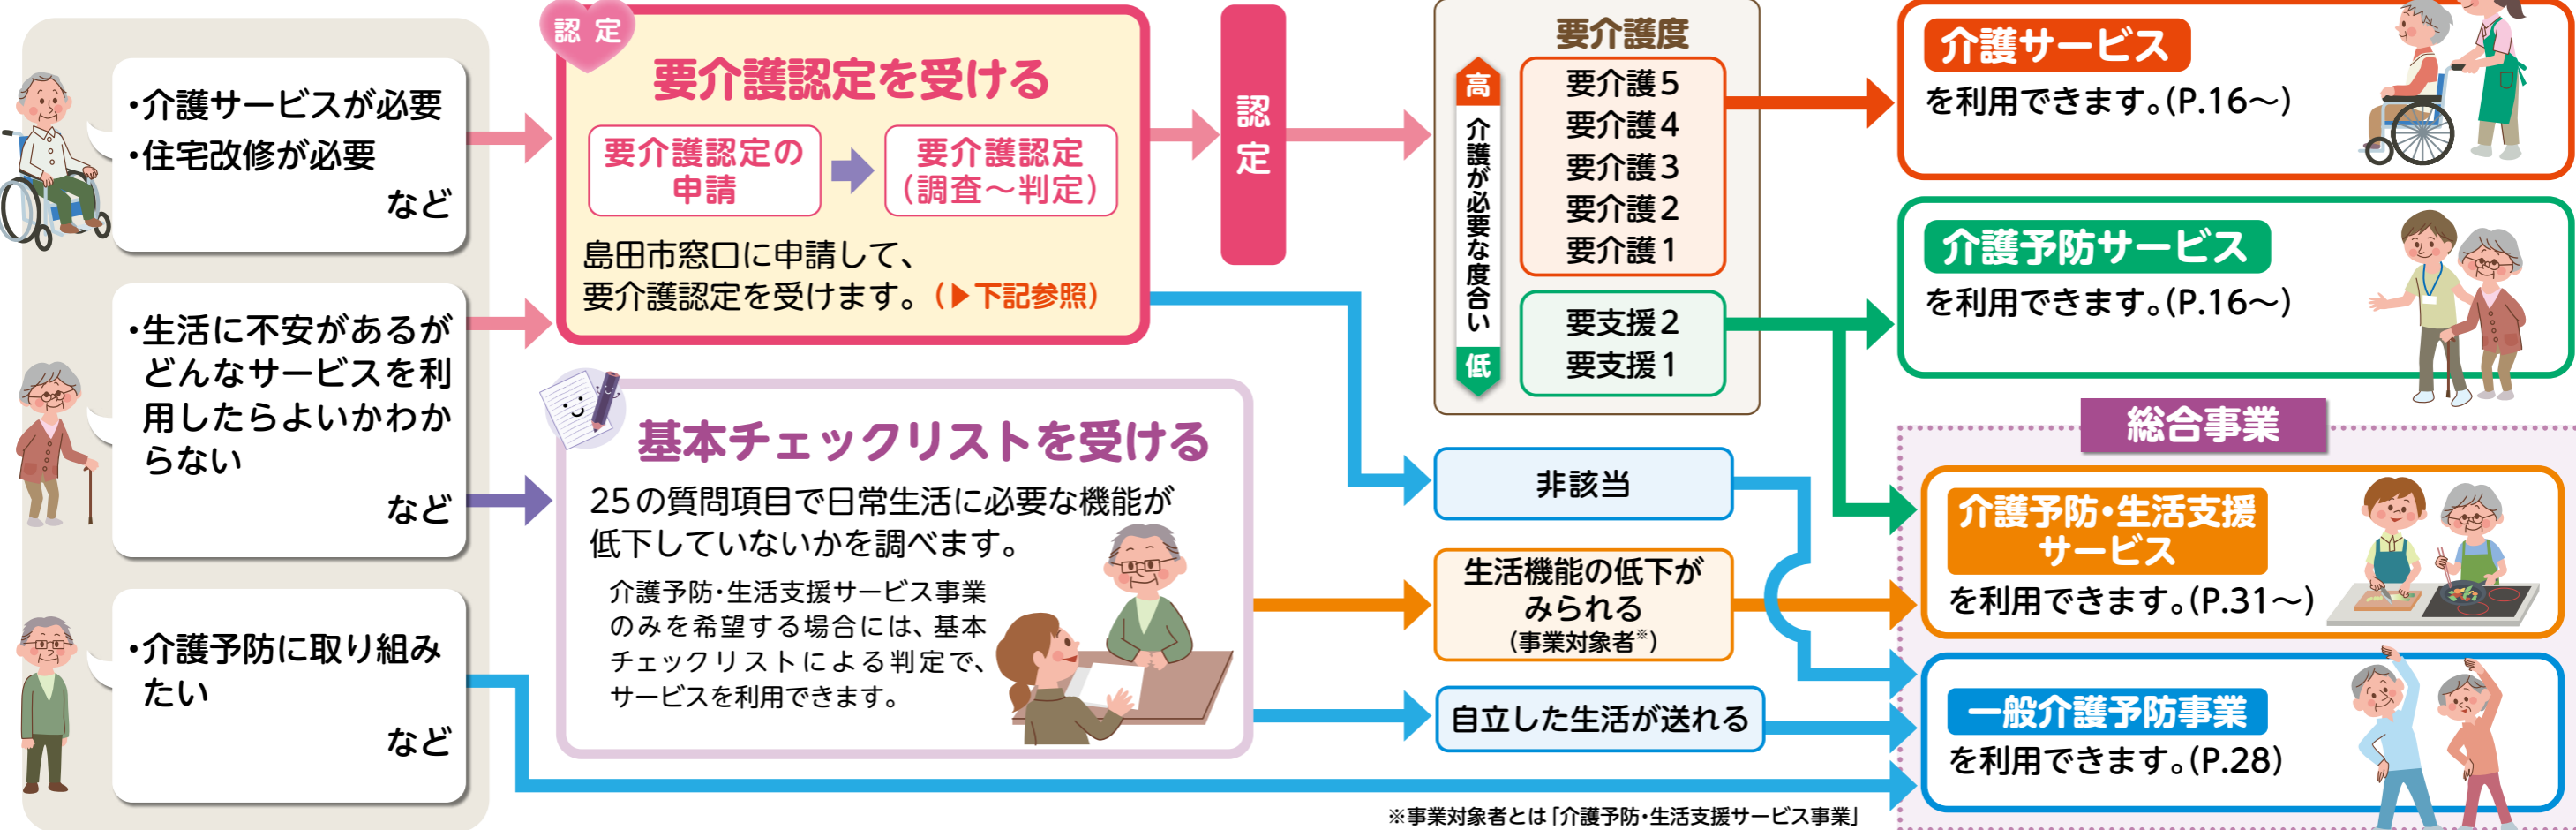 ・介護サービスが必要
・住宅改修が必要
など
・生活に不安があるが
どんなサービスを利
用したらよいかわか
らない
など
・介護予防に取り組み
たい
など
認 定
要介護認定を受ける
要介護認定の
申請
要介護認定
（調査〜判定）
島田市窓口に申請して、
要介護認定を受けます。（▶下記参照）
基本チェックリストを受ける
25の質問項目で日常生活に必要な機能が
低下していないかを調べます。
介護予防・生活支援サービス事業
のみを希望する場合には、基本
チェックリストによる判定で、
サービスを利用できます。
認定
要介護度
高
介護が必要な度合い
低
要介護5
要介護4
要介護3
要介護2
要介護1
要支援2
要支援1
非該当
生活機能の低下が
みられる
（事業対象者※）
自立した生活が送れる
介護サービス
を利用できます。（P.16〜）
介護予防サービス
を利用できます。（P.16〜）
総合事業
介護予防・生活支援
サービス
を利用できます。（P.31〜）
一般介護予防事業
を利用できます。（P.28）
※事業対象者とは「介護予防・生活支援サービス事業」